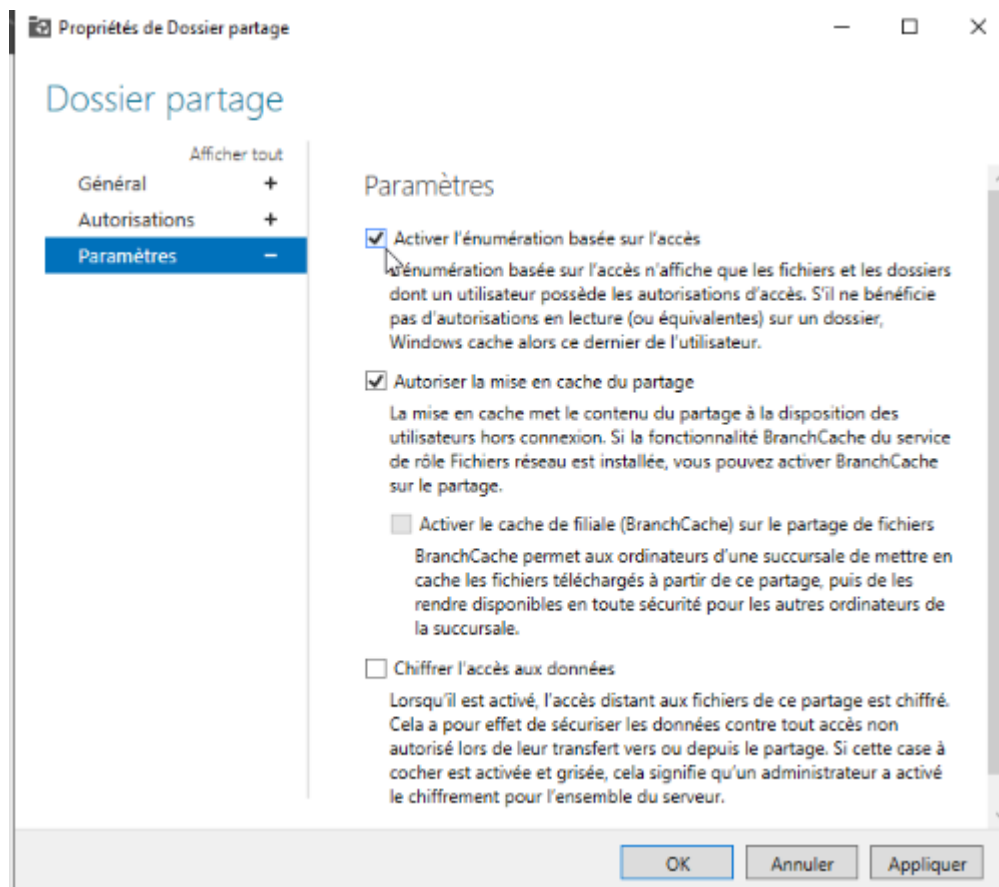 Propriétés de Dossier partage
Dossier partage
Afficher tout
Général
Autorisations
Paramètres
Paramètres
Activer l'énumération basée sur l'accès
L'énumération basée sur l'accès n'affiche que les fichiers et les dossiers
dont un utilisateur possède les autorisations d'accès. S'il ne bénéficie
pas d'autorisations en lecture (ou équivalentes) sur un dossier,
Windows cache alors ce dernier de l'utilisateur.
Autoriser la mise en cache du partage
La mise en cache met le contenu du partage à la disposition des
utilisateurs hors connexion. Si la fonctionnalité BranchCache du service
de rôle Fichiers réseau est installée, vous pouvez activer BranchCache
sur le partage.
Activer le cache de filiale (BranchCache) sur le partage de fichiers
BranchCache permet aux ordinateurs d'une succursale de mettre en
cache les fichiers téléchargés à partir de ce partage, puis de les
rendre disponibles en toute sécurité pour les autres ordinateurs de
la succursale.
Chiffrer l'accès aux données
Lorsqu'il est activé, l'accès distant aux fichiers de ce partage est chiffré.
Cela a pour effet de sécuriser les données contre tout accès non
autorisé lors de leur transfert vers ou depuis le partage. Si cette case à
cocher est activée et grisée, cela signifie qu'un administrateur a activé
le chiffrement pour l'ensemble du serveur.
OK
Annuler
Appliquer